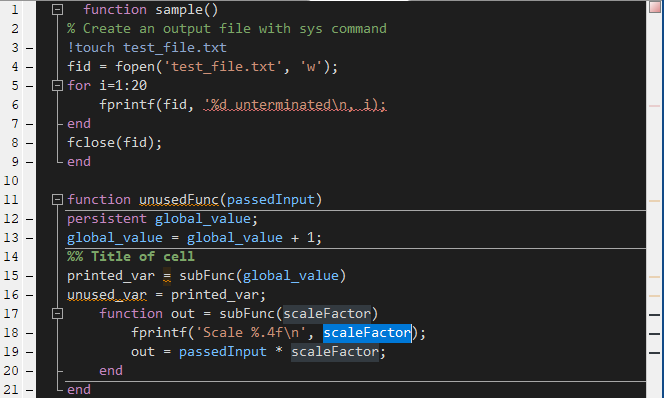 1 function sample()
2 % Create an output file with sys command
3 !touch test_file.txt
4 fid = fopen('test_file.txt', 'w');
5 for i=1:20
6 fprintf(fid, '%d unterminated\n, i);
7 end
8 fclose(fid);
9 end
10
11 function unusedFunc(passedInput)
12 persistent global_value;
13 global_value = global_value + 1;
14 %% Title of cell
15 printed_var = subFunc(global_value)
16 unused_var = printed_var;
17 function out = subFunc(scaleFactor)
18 fprintf('Scale %.4f\n', scaleFactor);
19 out = passedInput * scaleFactor;
20 end
21 end